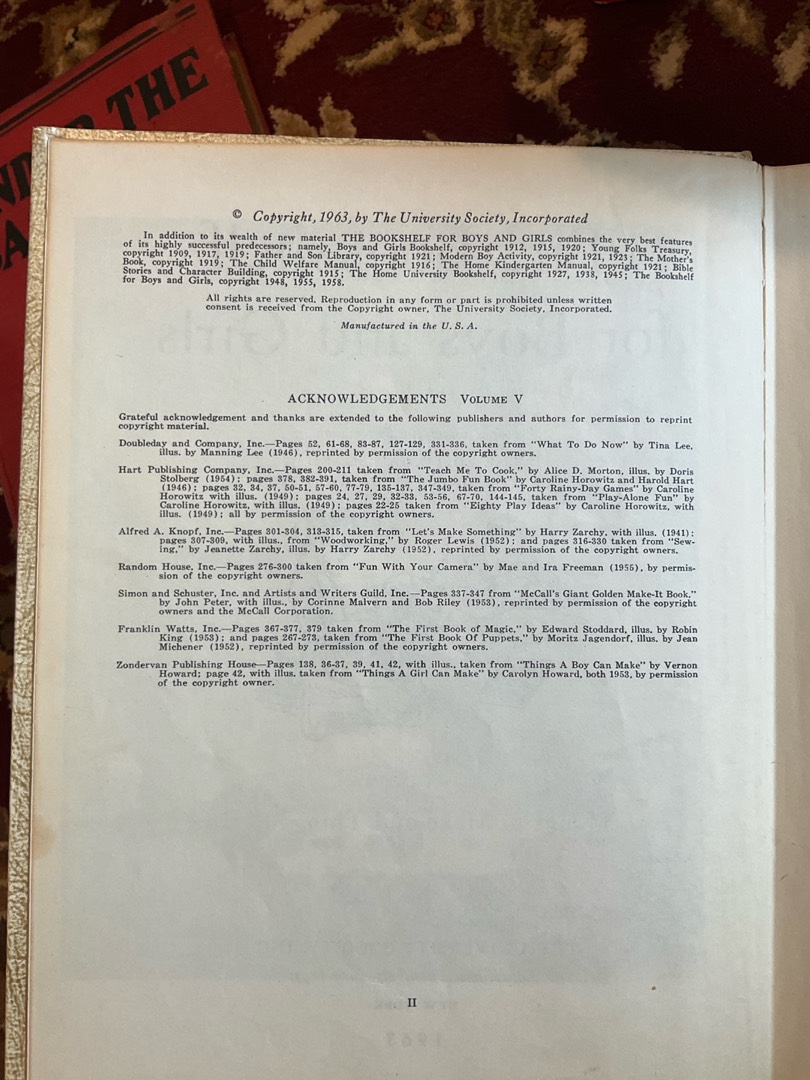 THE
© Copyright, 1963, by The University Society, Incorporated
In addition to its wealth of new material THE BOOKSHELF FOR BOYS AND GIRLS combines the very best features
of its highly successful predecessors; namely, Boys and Girls Bookshelf, copyright 1912, 1915, 1920; Young Folks Treasury,
copyright 1909, 1917, 1919; Father and Son Library, copyright 1921; Modern Boy Activity, copyright 1921, 1923; The Mother's
Book, copyright 1919; The Child Welfare Manual, copyright 1916; The Home Kindergarten Manual, copyright 1921; Bible
Stories and Character Building, copyright 1915; The Home University Bookshelf, copyright 1927, 1938, 1945; The Bookshelf
for Boys and Girls, copyright 1948, 1955, 1958.
All rights are reserved. Reproduction in any form or part is prohibited unless written
consent is received from the Copyright owner, The University Society, Incorporated.
Manufactured in the U. S. A.
ACKNOWLEDGEMENTS VOLUME V
Grateful acknowledgement and thanks are extended to the following publishers and authors for permission to reprint
copyright material.
Doubleday and Company, Inc.—Pages 52, 61-68, 83-87, 127-129, 331-336, taken from "What To Do Now" by Tina Lee,
illus. by Manning Lee (1946), reprinted by permission of the copyright owners.
Hart Publishing Company, Inc.—Pages 200-211 taken from "Teach Me To Cook," by Alice D. Morton, illus. by Doris
Stolberg (1954); pages 378, 382-391, taken from "The Jumbo Fun Book" by Caroline Horowitz and Harold Hart
(1946); pages 32, 34, 37, 50-51, 57-60, 77-79, 135-137, 347-349, taken from "Forty Rainy-Day Games" by Caroline
Horowitz with illus. (1949); pages 24, 27, 29, 32-33, 53-56, 67-70, 144-145, taken from "Play-Alone Fun" by
Caroline Horowitz, with illus. (1949); pages 22-25 taken from "Eighty Play Ideas" by Caroline Horowitz, with
illus. (1949); all by permission of the copyright owners.
Alfred A. Knopf, Inc.—Pages 301-304, 313-315, taken from "Let's Make Something" by Harry Zarchy, with illus. (1941);
pages 307-309, with illus., from "Woodworking," by Roger Lewis (1952); and pages 316-330 taken from "Sew-
ing," by Jeanette Zarchy, illus. by Harry Zarchy (1952), reprinted by permission of the copyright owners.
Random House, Inc.—Pages 276-300 taken from "Fun With Your Camera" by Mae and Ira Freeman (1955), by permis-
sion of the copyright owners.
Simon and Schuster, Inc. and Artists and Writers Guild, Inc.—Pages 337-347 from "McCall's Giant Golden Make-It Book,"
by John Peter, with illus., by Corinne Malvern and Bob Riley (1953), reprinted by permission of the copyright
owners and the McCall Corporation.
Franklin Watts, Inc.—Pages 367-377, 379 taken from "The First Book of Magic," by Edward Stoddard, illus. by Robin
King (1953); and pages 267-273, taken from "The First Book Of Puppets," by Moritz Jagendorf, illus. by Jean
Michener (1952), reprinted by permission of the copyright owners.
Zondervan Publishing House—Pages 138, 36-37, 39, 41, 42, with illus., taken from "Things A Boy Can Make" by Vernon
Howard; page 42, with illus. taken from "Things A Girl Can Make" by Carolyn Howard, both 1953, by permission
of the copyright owner.
II